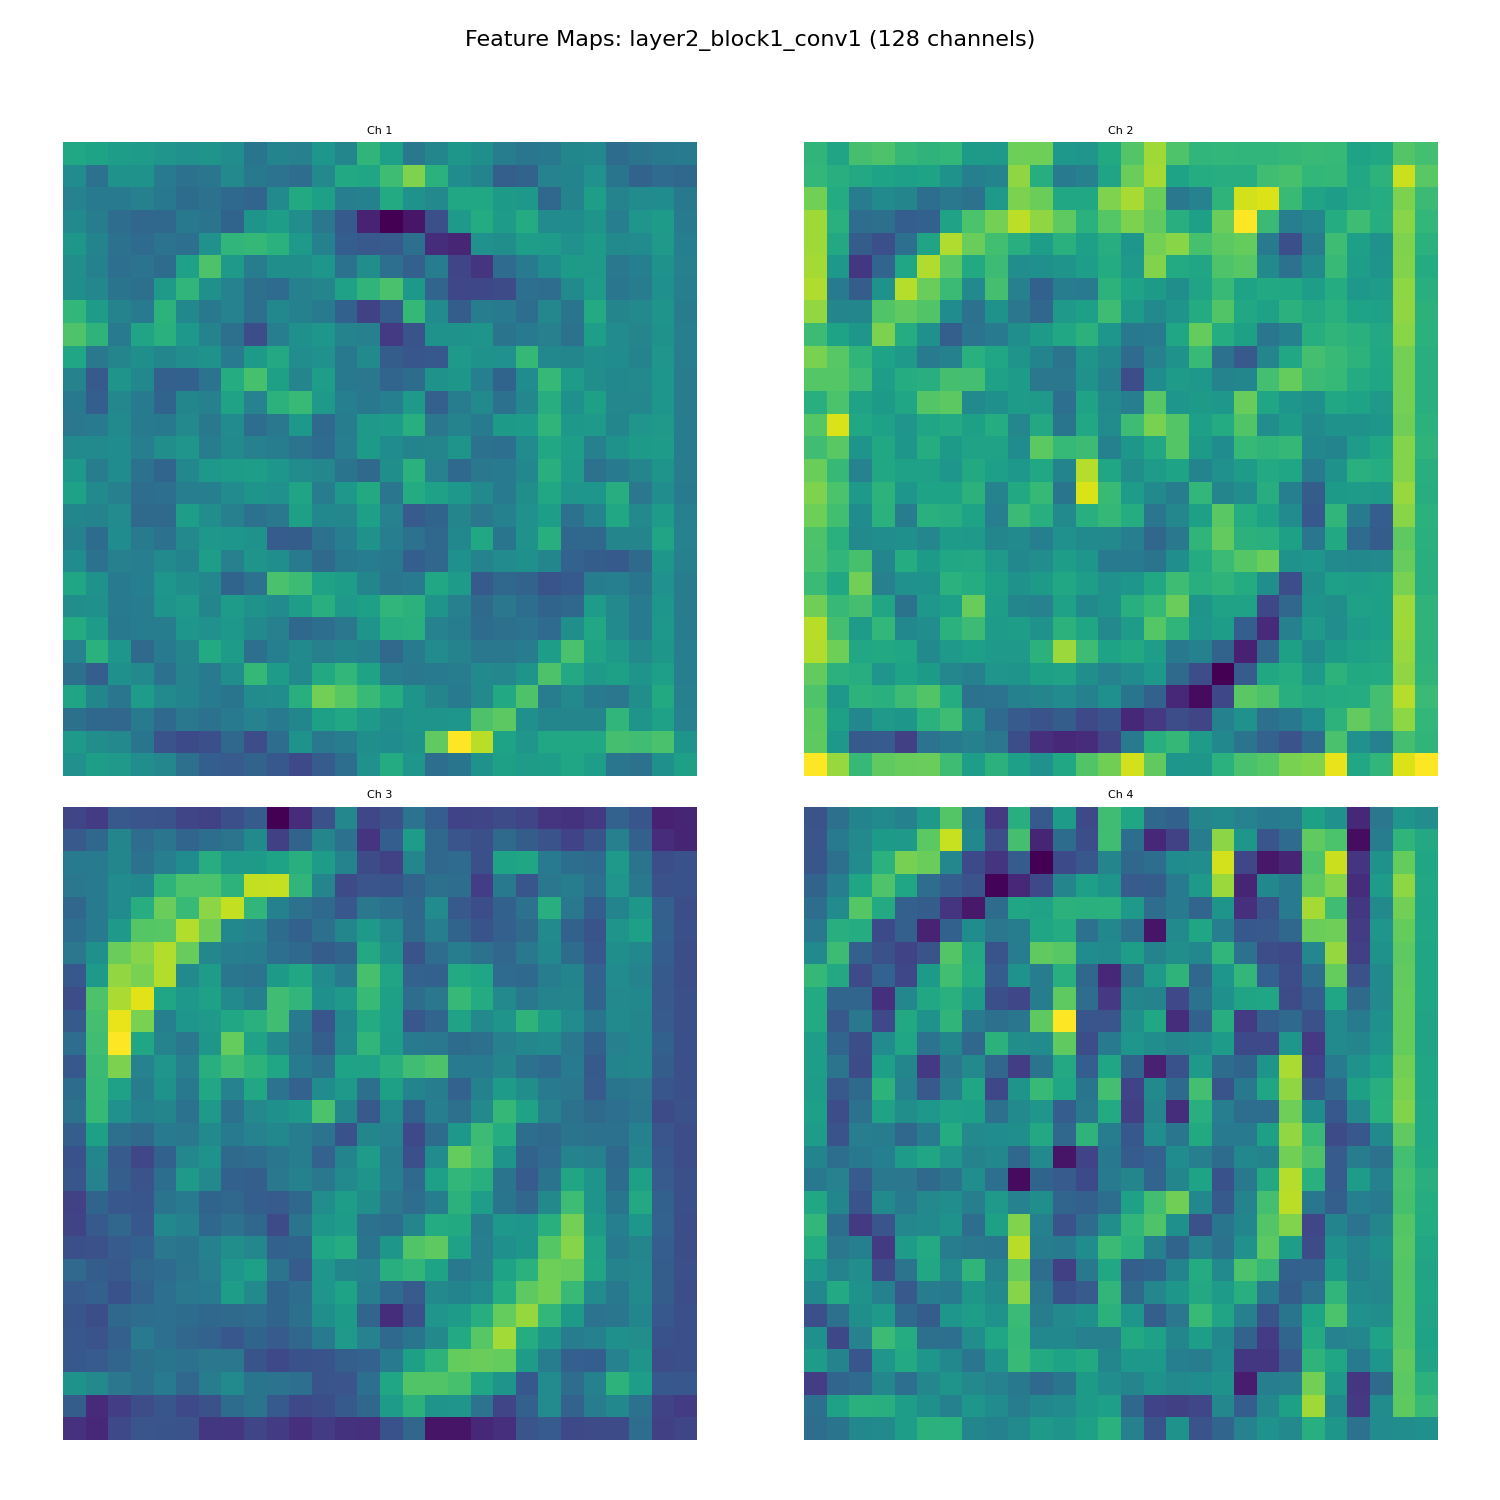 Feature Maps: layer2_block1_conv1 (128 channels)
Ch 1
Ch 2
Ch 3
Ch 4